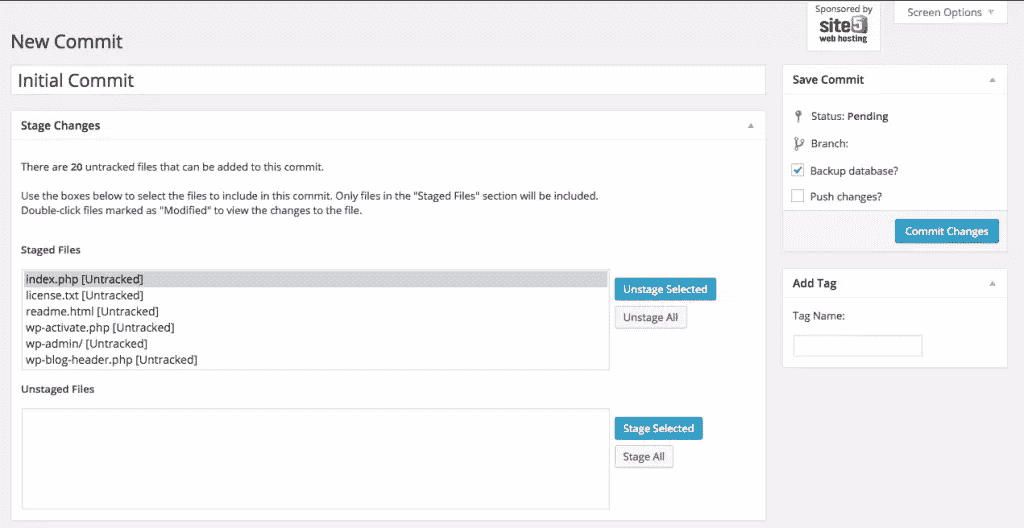 Sponsored by
site5
web hosting
Screen Options
New Commit
Initial Commit
Stage Changes
There are 20 untracked files that can be added to this commit.
Use the boxes below to select the files to include in this commit. Only files in the "Staged Files" section will be included.
Double-click files marked as "Modified" to view the changes to the file.
Staged Files
index.php [Untracked]
license.txt [Untracked]
readme.html [Untracked]
wp-activate.php [Untracked]
wp-admin/ [Untracked]
wp-blog-header.php [Untracked]
Unstage Selected
Unstage All
Unstaged Files
Stage Selected
Stage All
Save Commit
Status: Pending
Branch:
Backup database?
Push changes?
Commit Changes
Add Tag
Tag Name: